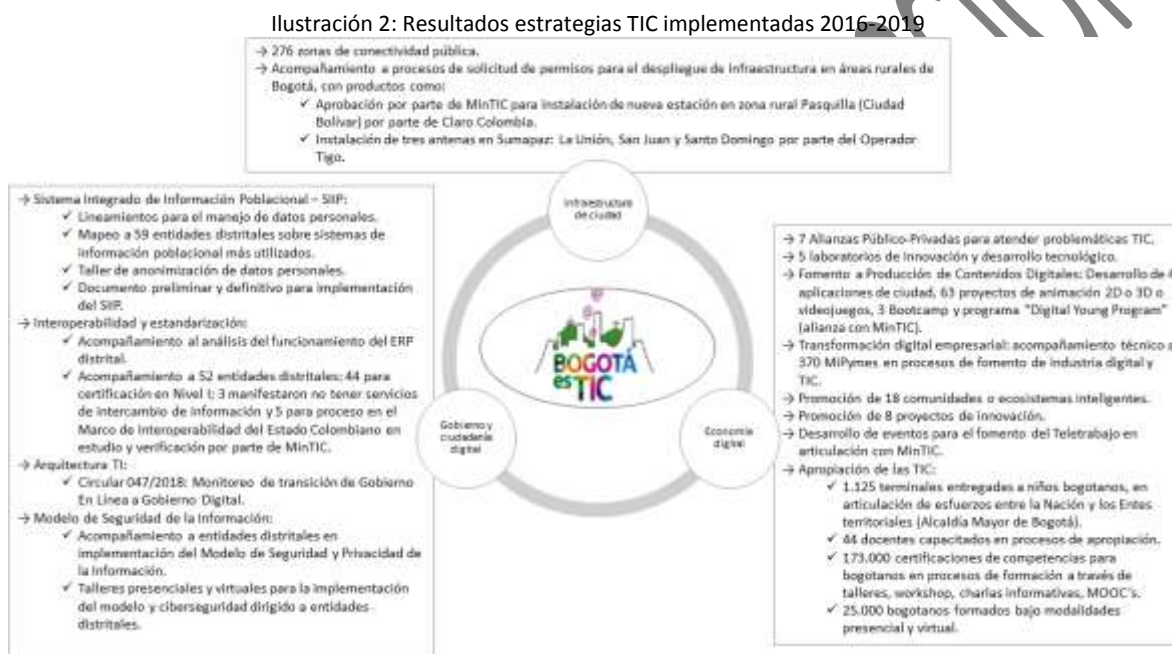 Ilustración 2: Resultados estrategias TIC implementadas 2016-2019
→ 276 zonas de conectividad pública.
→ Acompañamiento a procesos de solicitud de permisos para el despliegue de infraestructura en áreas rurales de
Bogotá, con productos como:
✓ Aprobación por parte de MinTIC para instalación de nueva estación en zona rural Pasquilla (Ciudad
Bolívar) por parte de Claro Colombia.
✓ Instalación de tres antenas en Sumapaz: La Unión, San Juan y Santo Domingo por parte del Operador
Tigo.
Infraestructura
de ciudad
→ Sistema Integrado de Información Poblacional – SIIP:
✓ Lineamientos para el manejo de datos personales.
✓ Mapeo a 59 entidades distritales sobre sistemas de
información poblacional más utilizados.
✓ Taller de anonimización de datos personales.
✓ Documento preliminar y definitivo para implementación
del SIIP.
→ Interoperabilidad y estandarización:
✓ Acompañamiento al análisis del funcionamiento del ERP
distrital.
✓ Acompañamiento a 52 entidades distritales: 44 para
certificación en Nivel I; 3 manifestaron no tener servicios
de intercambio de información y 5 para proceso en el
Marco de Interoperabilidad del Estado Colombiano en
estudio y verificación por parte de MinTIC.
→ Arquitectura TI:
✓ Circular 047/2018: Monitoreo de transición de Gobierno
En Línea a Gobierno Digital.
→ Modelo de Seguridad de la Información:
✓ Acompañamiento a entidades distritales en
implementación del Modelo de Seguridad y Privacidad de
la Información.
✓ Talleres presenciales y virtuales para la implementación
del modelo y ciberseguridad dirigido a entidades
distritales.
BOGOTÁ
es TIC
Gobierno y
ciudadanía
digital
Economía
digital
→ 7 Alianzas Público-Privadas para atender problemáticas TIC.
→ 5 laboratorios de innovación y desarrollo tecnológico.
→ Fomento a Producción de Contenidos Digitales: Desarrollo de 4
aplicaciones de ciudad, 63 proyectos de animación 2D o 3D o
videojuegos, 3 Bootcamp y programa "Digital Young Program"
(alianza con MinTIC).
→ Transformación digital empresarial: acompañamiento técnico a
370 MiPymes en procesos de fomento de industria digital y
TIC.
→ Promoción de 18 comunidades o ecosistemas inteligentes.
→ Promoción de 8 proyectos de innovación.
→ Desarrollo de eventos para el fomento del Teletrabajo en
articulación con MinTIC.
→ Apropiación de las TIC:
✓ 1.125 terminales entregadas a niños bogotanos, en
articulación de esfuerzos entre la Nación y los Entes
territoriales (Alcaldía Mayor de Bogotá).
✓ 44 docentes capacitados en procesos de apropiación.
✓ 173.000 certificaciones de competencias para
bogotanos en procesos de formación a través de
talleres, workshop, charlas informativas, MOOC's.
✓ 25.000 bogotanos formados bajo modalidades
presencial y virtual.